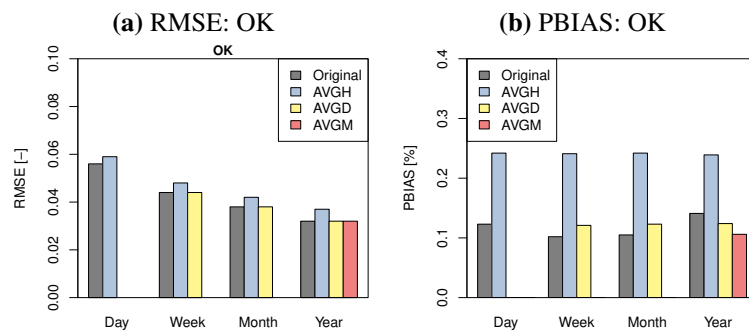 (a) RMSE: OK
OK
RMSE [-]
0.00
0.02
0.04
0.06
0.08
0.10
Original
AVGH
AVGD
AVGM
Day
Week
Month
Year
(b) PBIAS: OK
PBIAS [%]
0.0
0.1
0.2
0.3
0.4
Original
AVGH
AVGD
AVGM
Day
Week
Month
Year